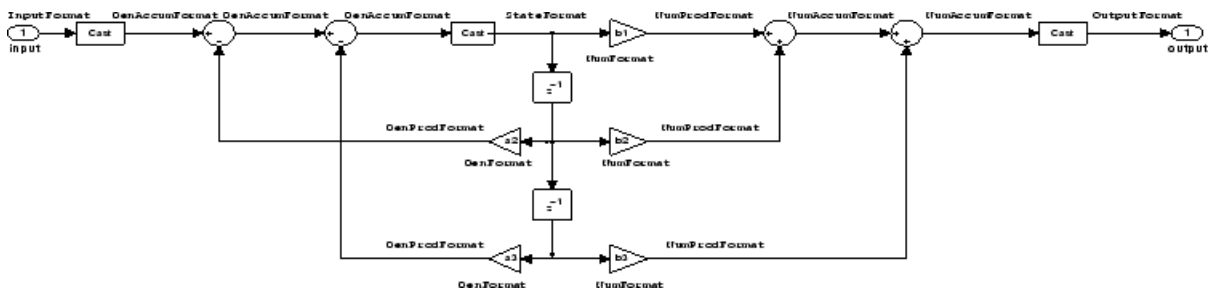 InputFormat DenAccumFormat DenAccumFormat DenAccumFormat StateFormat NumProdFormat NumAccumFormat NumAccumFormat OutputFormat
1 Cast + - + - Cast b1 + + + + Cast 1
input output
NumFormat
z-1
DenProdFormat NumProdFormat
a2 b2
DenFormat NumFormat
z-1
DenProdFormat NumProdFormat
a3 b3
DenFormat NumFormat